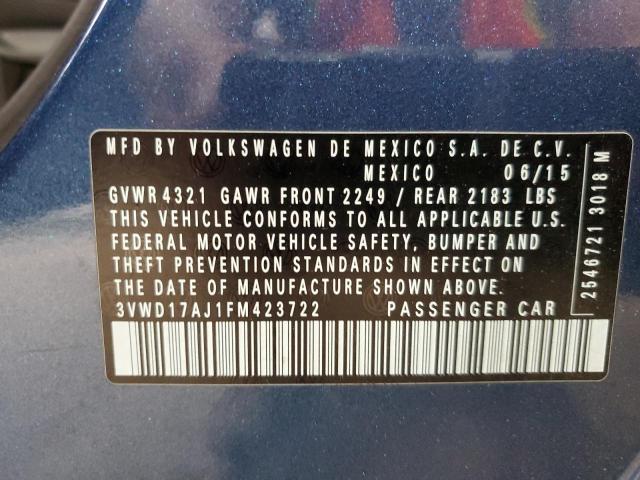 MFD BY VOLKSWAGEN DE MEXICO S.A. DE C.V.
MEXICO 06/15
GVWR 4321 GAWR FRONT 2249 / REAR 2183 LBS
THIS VEHICLE CONFORMS TO ALL APPLICABLE U.S.
FEDERAL MOTOR VEHICLE SAFETY, BUMPER AND
THEFT PREVENTION STANDARDS IN EFFECT ON
THE DATE OF MANUFACTURE SHOWN ABOVE.
3VWD17AJ1FM423722 PASSENGER CAR
2546721 3018 M